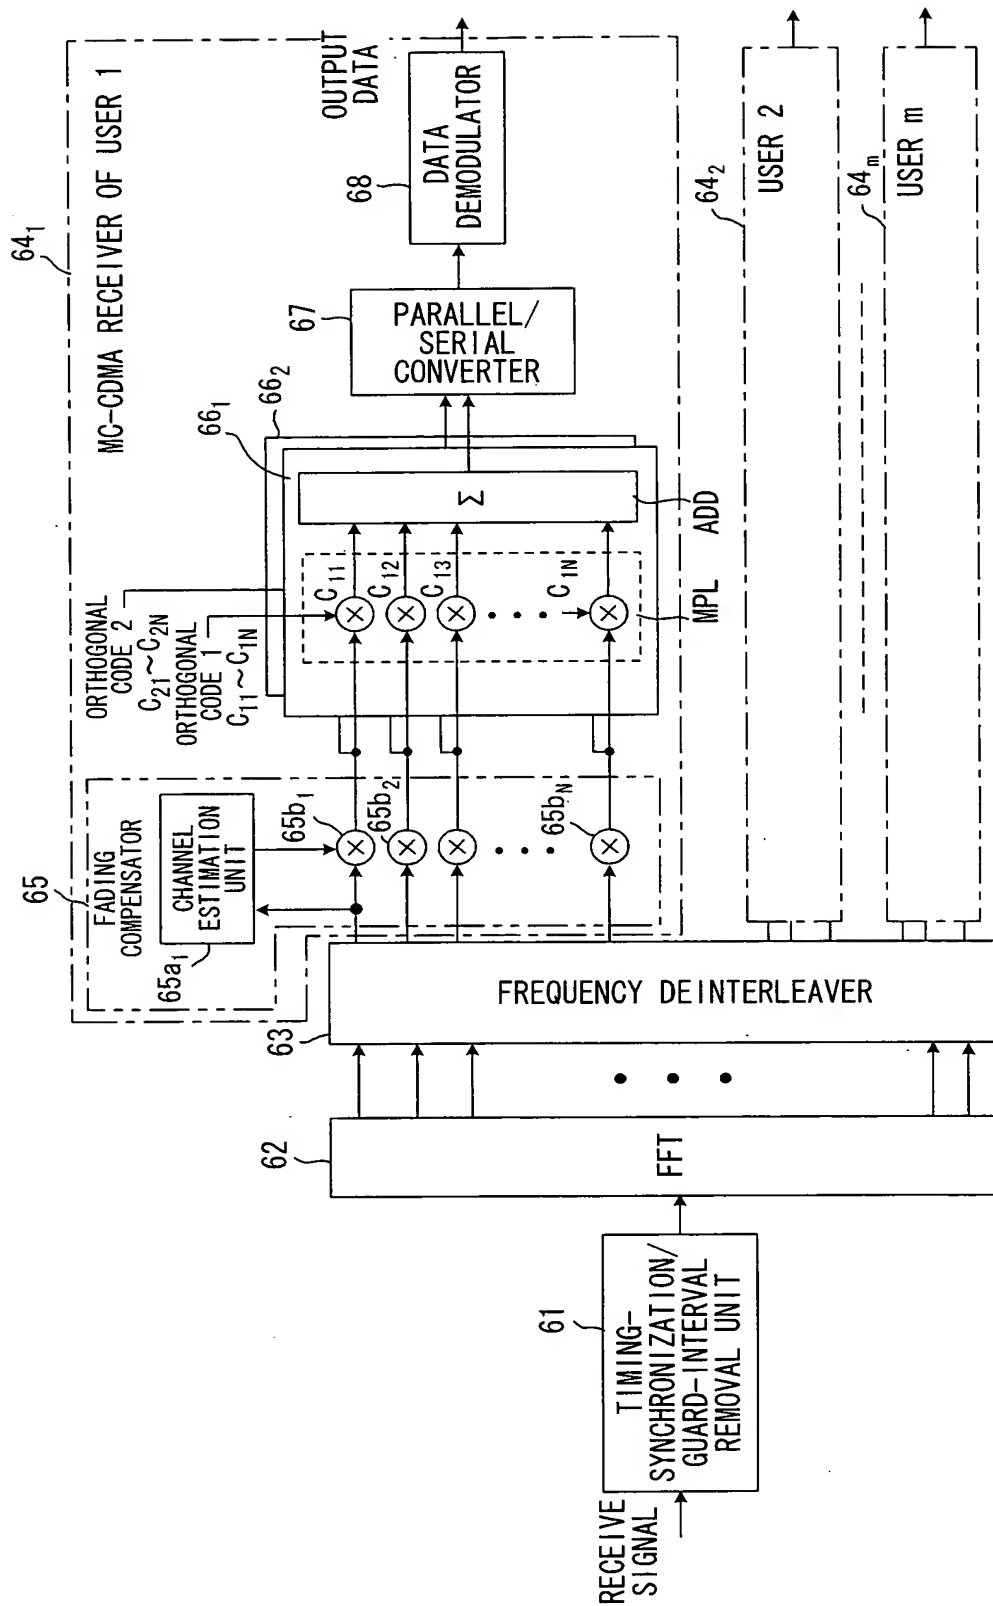 RECEIVE
SIGNAL
61
TIMING-
SYNCHRONIZATION/
GUARD-INTERVAL
REMOVAL UNIT
62
FFT
63
FREQUENCY DEINTERLEAVER
64₁
MC-CDMA RECEIVER OF USER 1
65
FADING
COMPENSATOR
CHANNEL
ESTIMATION
UNIT
65a₁
65b₁
65b₂
65b_N
ORTHOGONAL
CODE 2
C₂₁~C₂N
ORTHOGONAL
CODE 1
C₁₁~C₁N
C₁₁
C₁₂
C₁₃
C₁N
MPL
Σ
ADD
66₁
66₂
67
PARALLEL/
SERIAL
CONVERTER
68
DATA
DEMODULATOR
OUTPUT
DATA
64₂
USER 2
64m
USER m